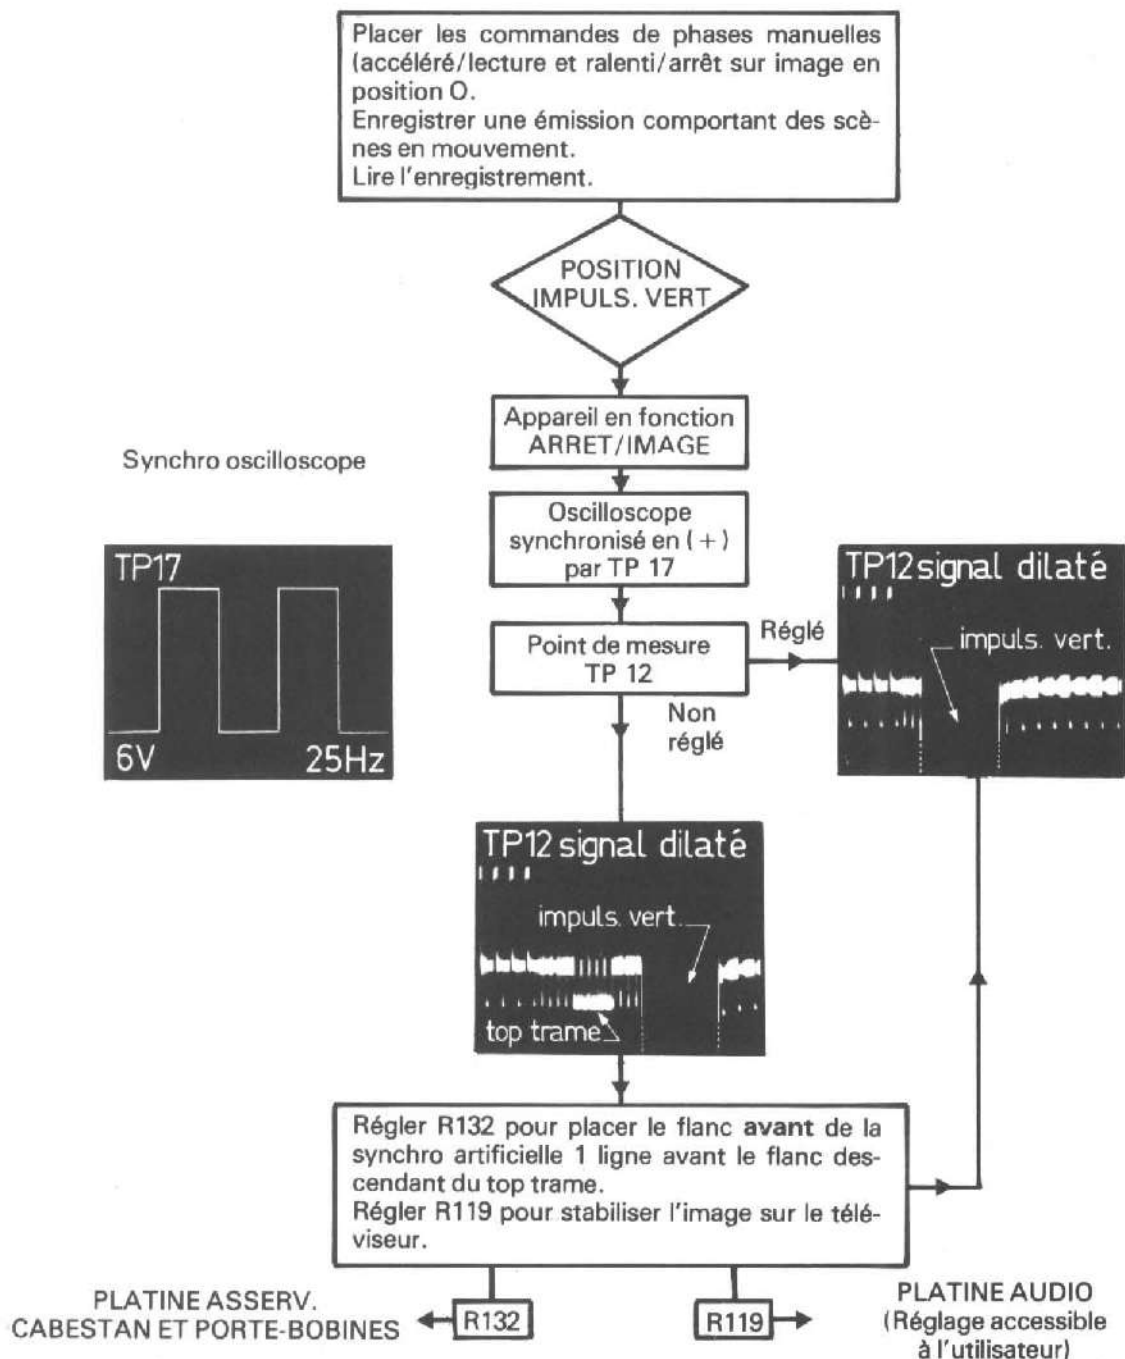 Placer les commandes de phases manuelles
(accéléré/lecture et ralenti/arrêt sur image en
position O.
Enregistrer une émission comportant des scè-
nes en mouvement.
Lire l'enregistrement.
POSITION
IMPULS. VERT
Appareil en fonction
ARRET/IMAGE
Synchro oscilloscope
Oscilloscope
synchronisé en (+)
par TP 17
TP17
6V 25Hz
Point de mesure
TP 12
Réglé
Non
réglé
TP12 signal dilaté
impuls. vert.
TP12 signal dilaté
impuls. vert.
top trame
Régler R132 pour placer le flanc avant de la
synchro artificielle 1 ligne avant le flanc des-
cendant du top trame.
Régler R119 pour stabiliser l'image sur le télé-
viseur.
PLATINE ASSERV.
CABESTAN ET PORTE-BOBINES
R132
R119
PLATINE AUDIO
(Réglage accessible
à l'utilisateur)